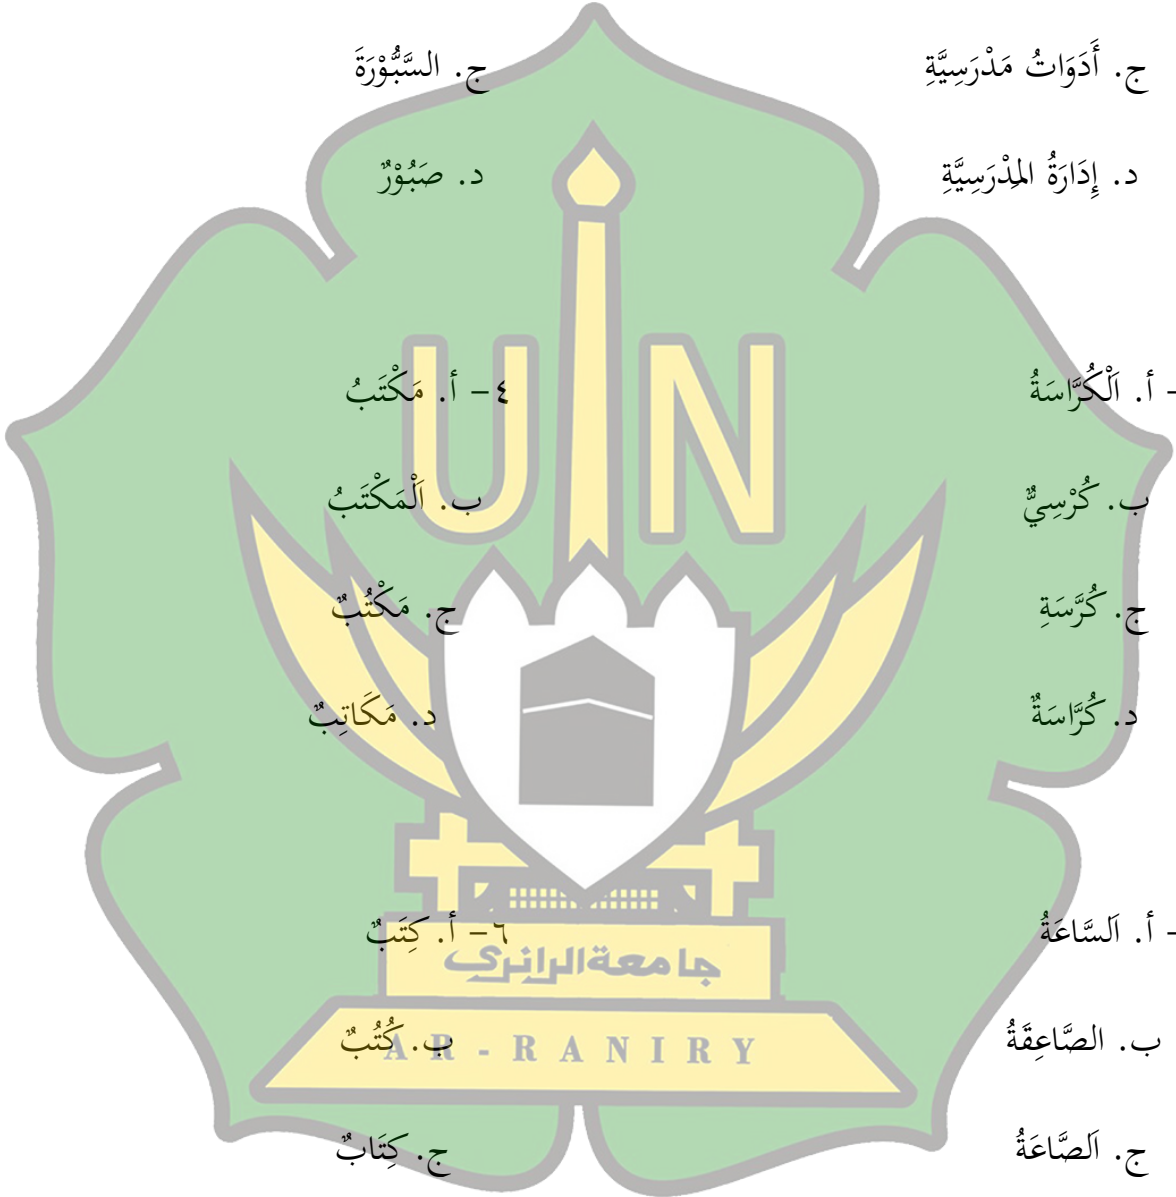 ج. أَدَوَاتُ مَدْرَسِيَّةِ
ج. السَّبُّوْرَةَ
د. إِدَارَةُ المِدْرَسِيَّةِ
د. صَبُوْرٌ
UIN
- أ. اَلْكُرَّاسَةُ
٤- أ. مَكْتَبُ
ب. كُرْسِيٌّ
ب. اَلْمَكْتَبُ
ج. كُرَّسَةِ
ج. مَكْتُبٌ
د. كُرَّاسَةٌ
د. مَكَاتِبٌ
- أ. اَلسَّاعَةُ
٦- أ. كِتَبٌ
جامعة الرانري
ب. الصَّاعِقَةُ
ب. كُتُبٌ
AR-RANIRY
ج. اَلصَّاعَةُ
ج. كِتَابٌ